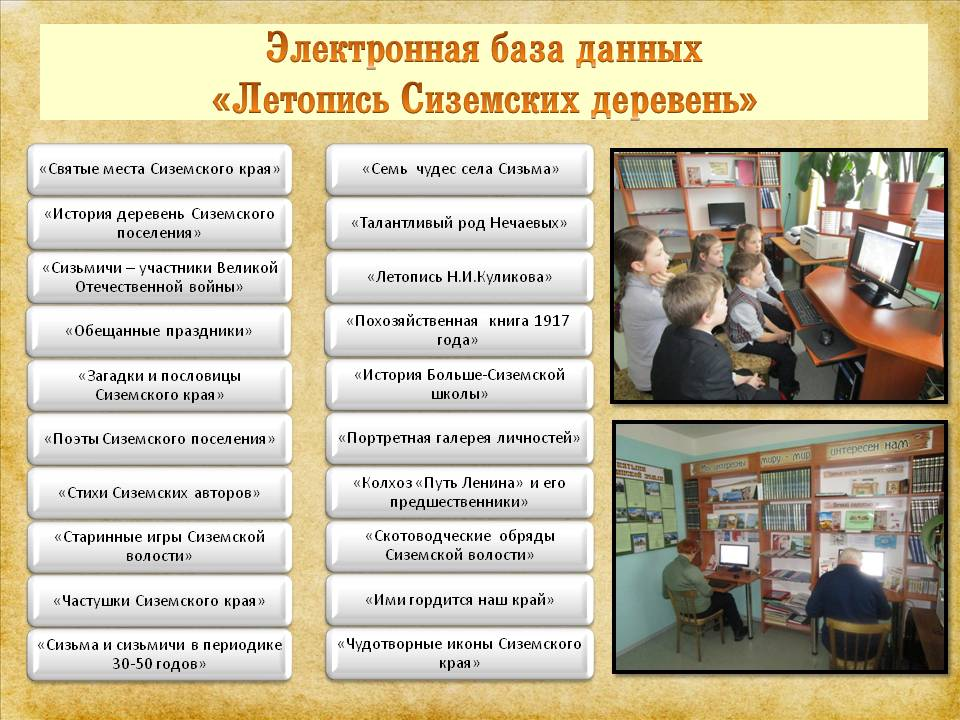 Электронная база данных
«Летопись Сиземских деревень»
«Святые места Сиземского края»
«История деревень Сиземского
поселения»
«Сизьмичи – участники Великой
Отечественной войны»
«Обещанные праздники»
«Загадки и пословицы
Сиземского края»
«Поэты Сиземского поселения»
«Стихи Сиземских авторов»
«Старинные игры Сиземской
волости»
«Частушки Сиземского края»
«Сизьма и сизьмичи в периодике
30-50 годов»
«Семь чудес села Сизьма»
«Талантливый род Нечаевых»
«Летопись Н.И.Куликова»
«Похозяйственная книга 1917
года»
«История Больше-Сиземской
школы»
«Портретная галерея личностей»
«Колхоз «Путь Ленина» и его
предшественники»
«Скотоводческие обряды
Сиземской волости»
«Ими гордится наш край»
«Чудотворные иконы Сиземского
края»
Мы интересны
миру - мир
интересен нам